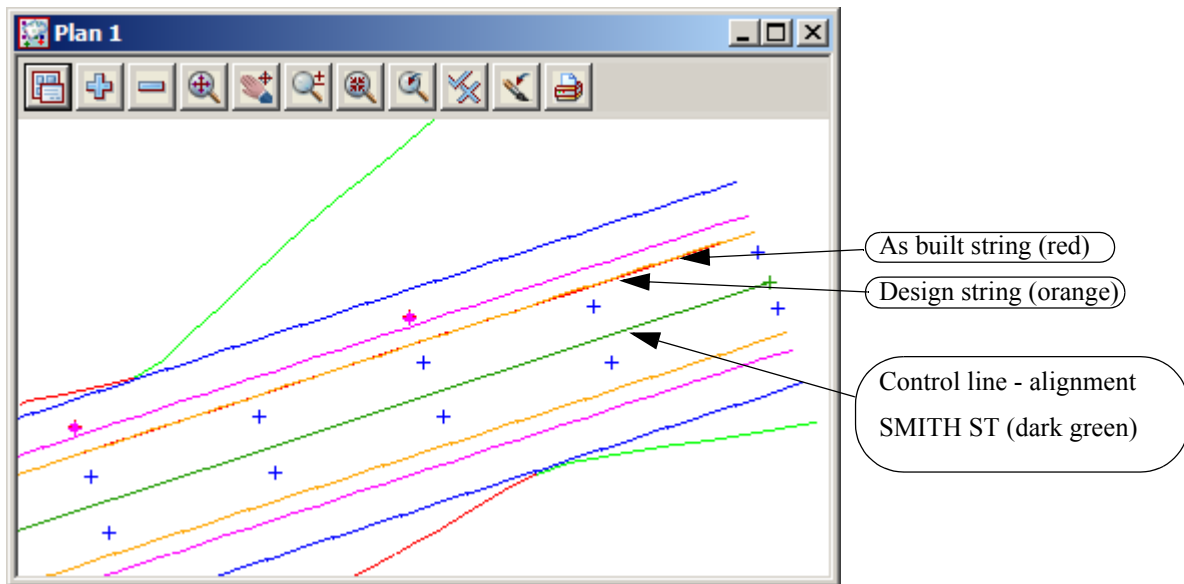 Plan 1
As built string (red)
Design string (orange)
Control line - alignment
SMITH ST (dark green)